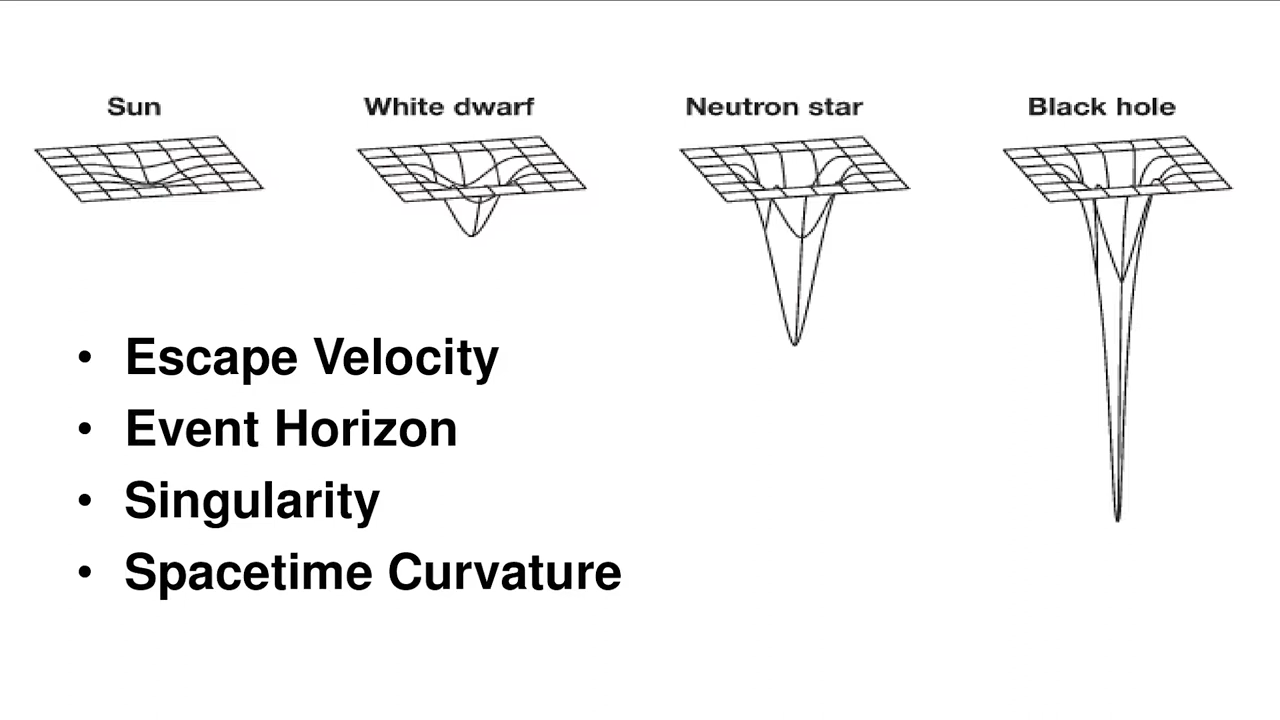 Sun
White dwarf
Neutron star
Black hole
• Escape Velocity
• Event Horizon
• Singularity
• Spacetime Curvature